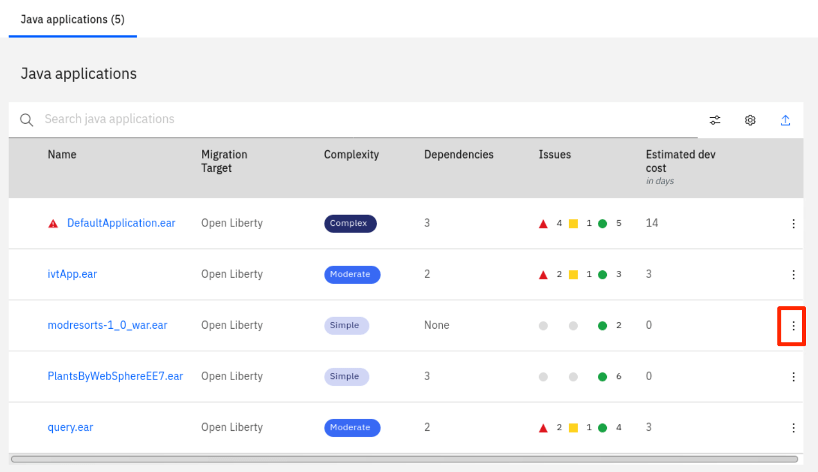 Java applications (5)
Java applications
Search java applications
Name Migration Complexity Dependencies Issues Estimated dev
Target cost
in days
DefaultApplication.ear Open Liberty Complex 3 4 1 5 14
ivtApp.ear Open Liberty Moderate 2 2 1 3 3
modresorts-1_0_war.ear Open Liberty Simple None 2 0
PlantsByWebSphereEE7.ear Open Liberty Simple 3 6 0
query.ear Open Liberty Moderate 2 2 1 4 3